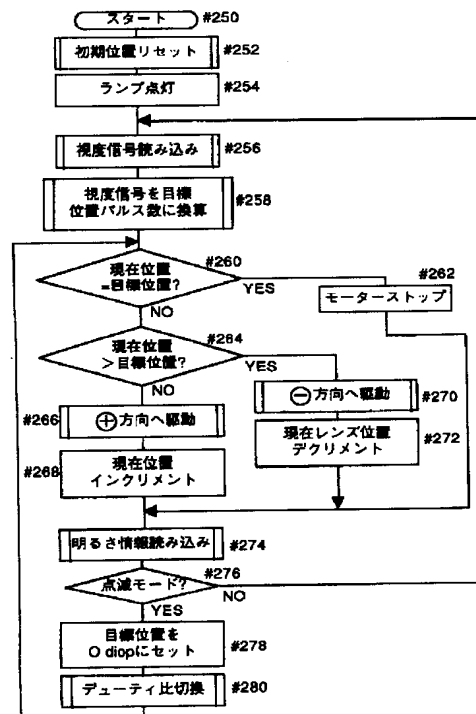 スタート
#250
初期位置リセット
#252
ランプ点灯
#254
視度信号読み込み
#256
視度信号を目標
位置パルス数に換算
#258
現在位置
=目標位置?
#260
YES
NO
#262
モーターストップ
現在位置
>目標位置?
#264
YES
NO
#266
⊕方向へ駆動
⊖方向へ駆動
#270
#268
現在位置
インクリメント
現在レンズ位置
デクリメント
#272
明るさ情報読み込み
#274
点滅モード?
#276
NO
YES
目標位置を
O diopにセット
#278
デューティ比切換
#280